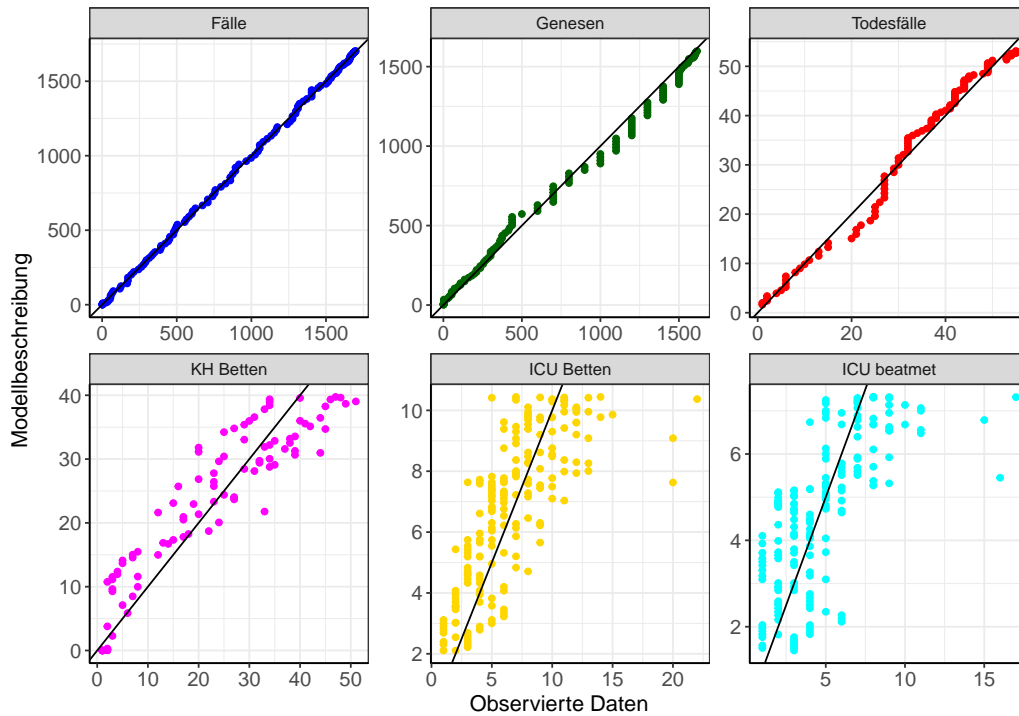 Fälle Genesen Todesfälle
1500
1000
500
0
0 500 1000 1500
1500
1000
500
0
0 500 1000 1500
50
40
30
20
10
0
0 20 40
KH Betten ICU Betten ICU beatmet
40
30
20
10
0
0 10 20 30 40 50
10
8
6
4
2
0 5 10 15 20
6
4
2
5 10 15
Modellbeschreibung
Observierte Daten